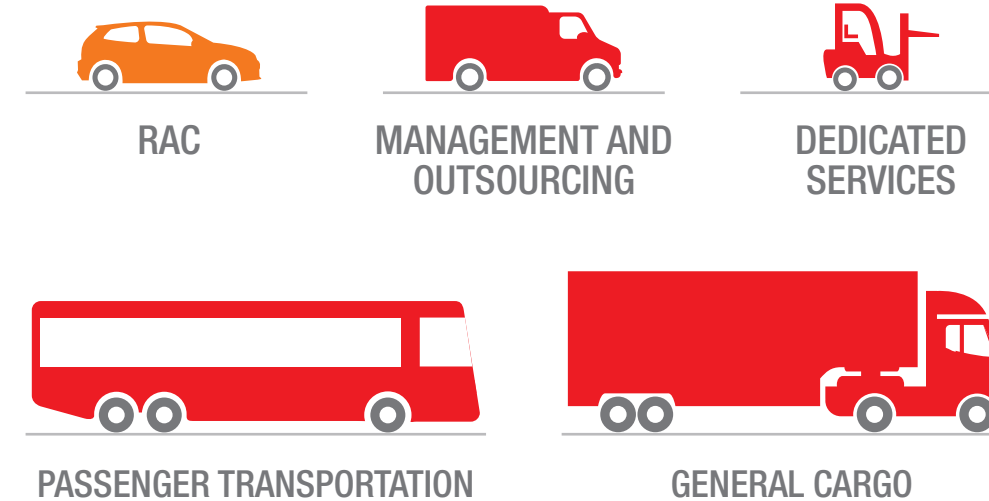 RAC
MANAGEMENT AND
OUTSOURCING
DEDICATED
SERVICES
PASSENGER TRANSPORTATION
GENERAL CARGO